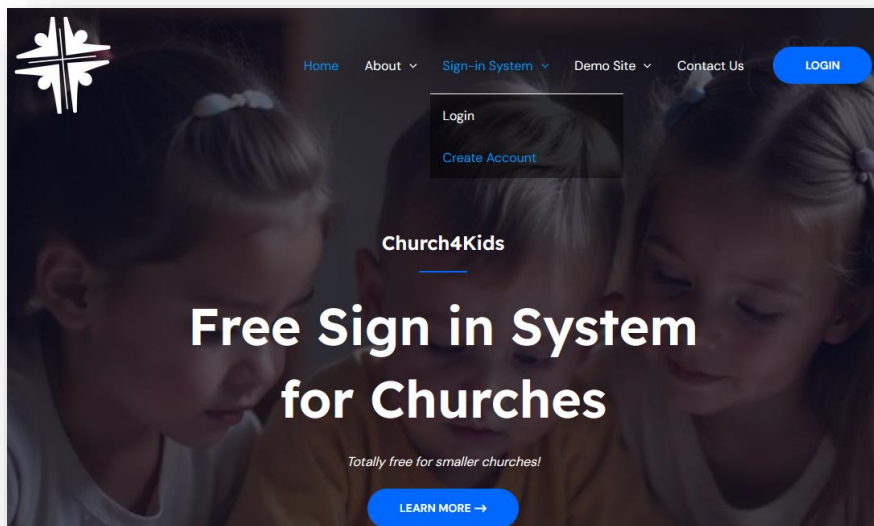 Home About Sign-in System Demo Site Contact Us LOGIN
Login
Create Account
Church4Kids
Free Sign in System
for Churches
Totally free for smaller churches!
LEARN MORE →